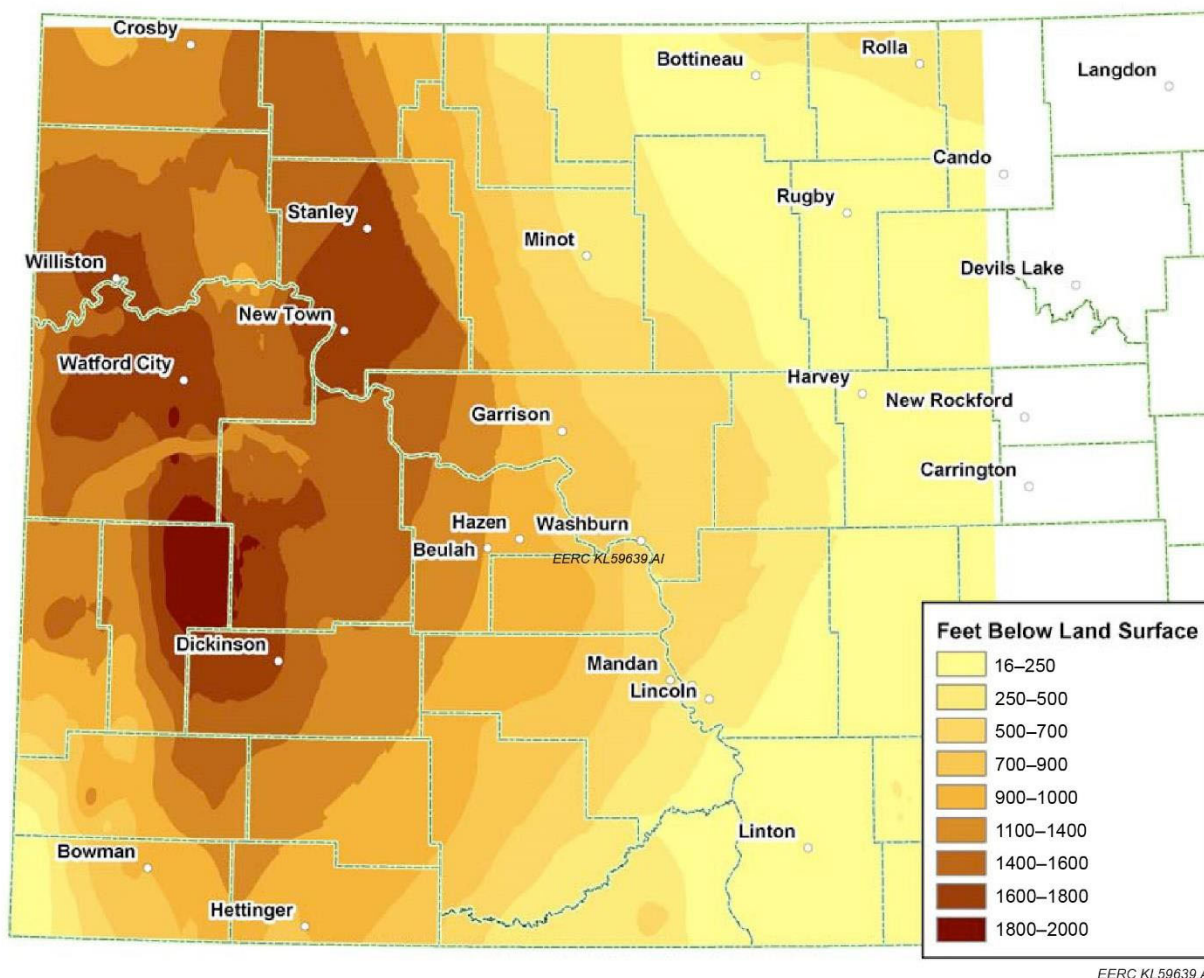 Crosby
Bottineau
Rolla
Langdon
Cando
Rugby
Stanley
Minot
Williston
Devils Lake
New Town
Watford City
Harvey
New Rockford
Garrison
Carrington
Hazen
Washburn
Beulah
EERC KL59639.AI
Dickinson
Mandan
Lincoln
Linton
Bowman
Hettinger
Feet Below Land Surface
16–250
250–500
500–700
700–900
900–1000
1100–1400
1400–1600
1600–1800
1800–2000
EERC KL59639.A